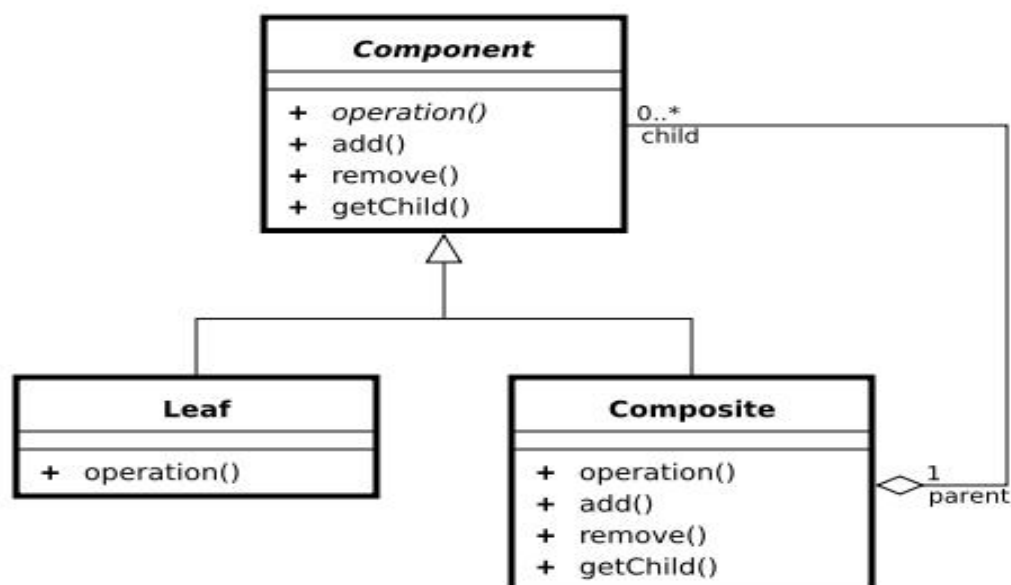 Component
+ operation()
+ add()
+ remove()
+ getChild()
0..*
child
Leaf
+ operation()
Composite
+ operation()
+ add()
+ remove()
+ getChild()
1
parent